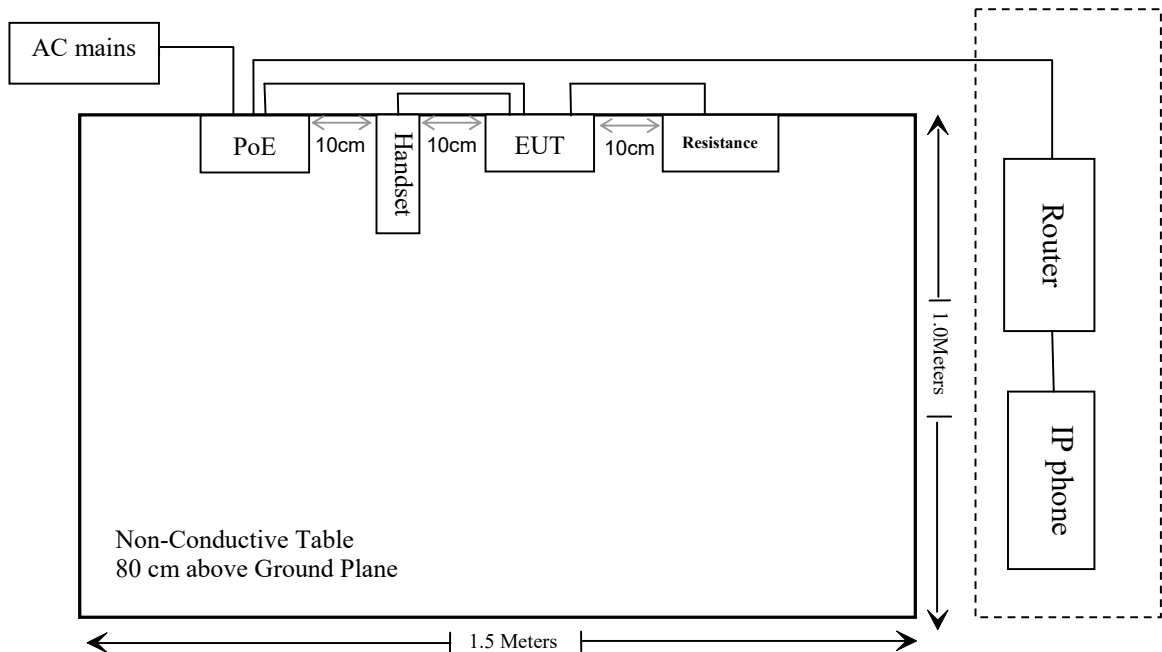 AC mains
PoE
10cm
Handset
10cm
EUT
10cm
Resistance
Router
1.0Meters
IP phone
Non-Conductive Table
80 cm above Ground Plane
1.5 Meters